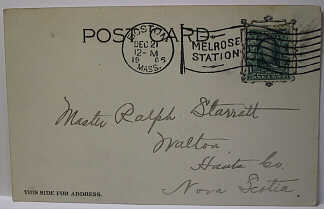 POST CARD.
BOSTON
DEC 21
12-M
1905
MASS.
MELROSE
STATION
Master Ralph Starratt
Walton,
Hants Co.
Nova Scotia.
THIS SIDE FOR ADDRESS.